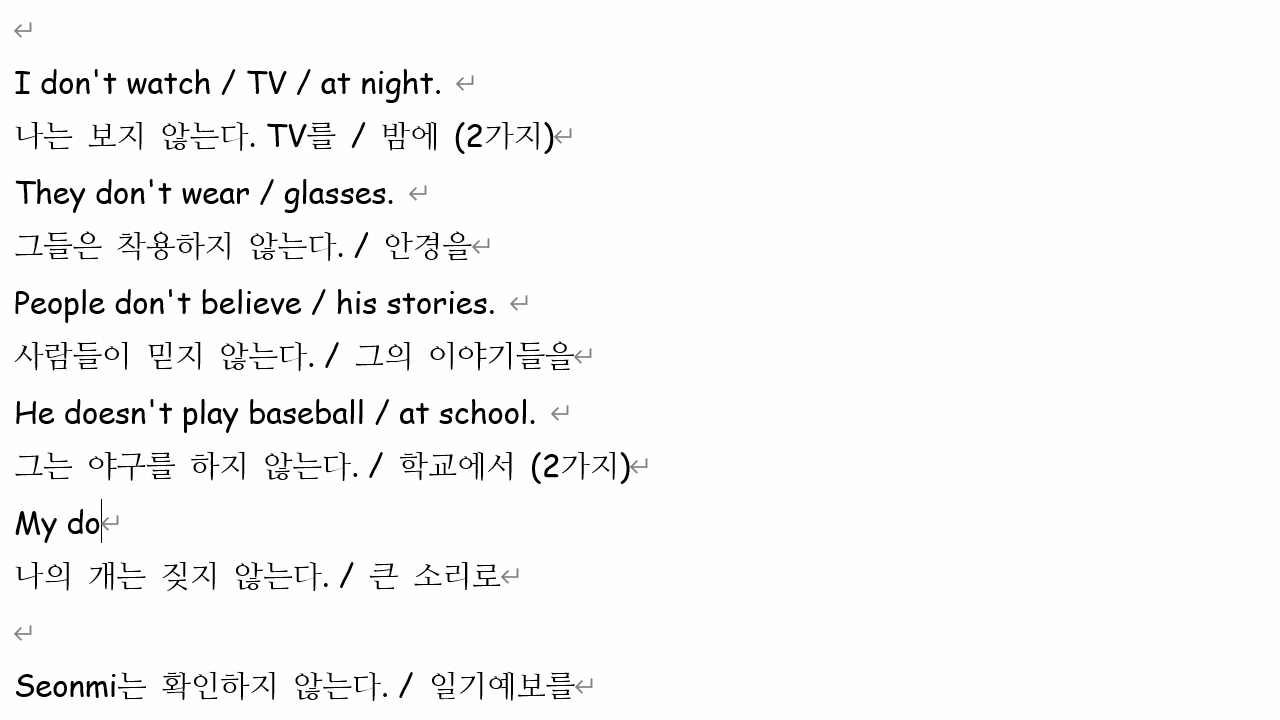 I don't watch / TV / at night.
나는 보지 않는다. TV를 / 밤에 (2가지)
They don't wear / glasses.
그들은 착용하지 않는다. / 안경을
People don't believe / his stories.
사람들이 믿지 않는다. / 그의 이야기들을
He doesn't play baseball / at school.
그는 야구를 하지 않는다. / 학교에서 (2가지)
My do
나의 개는 짖지 않는다. / 큰 소리로
Seonmi는 확인하지 않는다. / 일기예보를